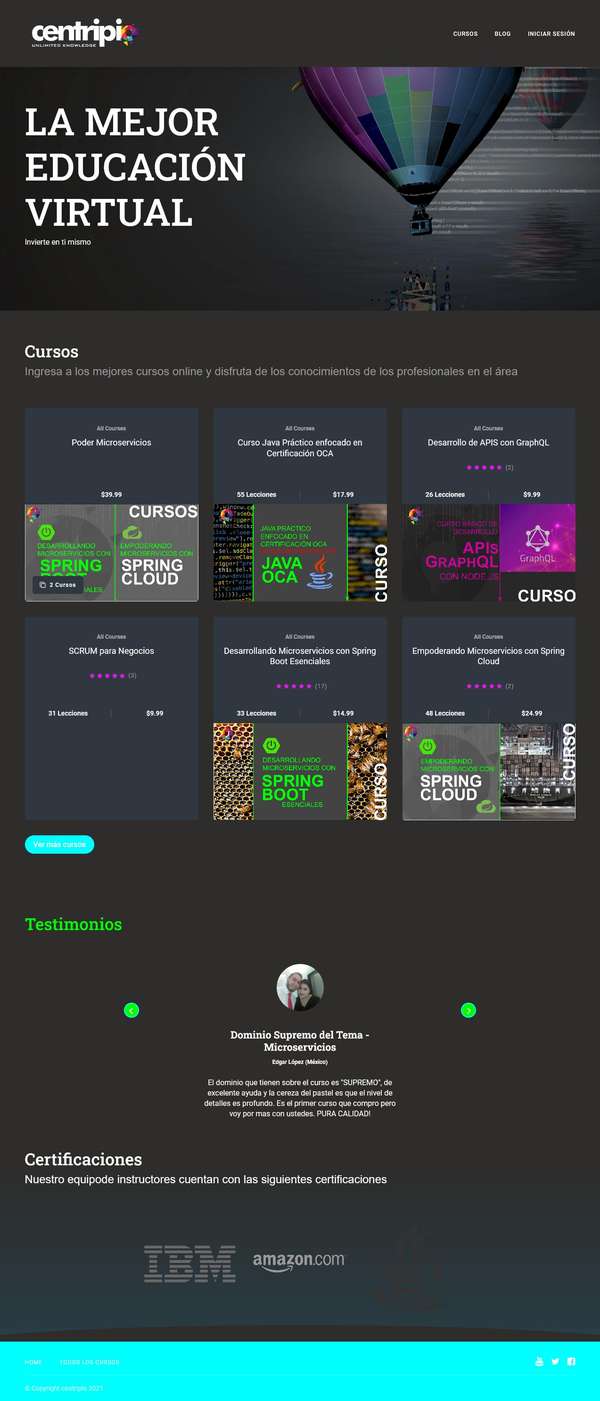 centripio
UNLIMITED KNOWLEDGE
CURSOS
BLOG
INICIAR SESIÓN
LA MEJOR
EDUCACIÓN
VIRTUAL
Invierte en ti mismo
Cursos
Ingresa a los mejores cursos online y disfruta de los conocimientos de los profesionales en el área
All Courses
Poder Microservicios
$39.99
CURSOS
DESARROLLANDO
MICROSERVICIOS CON
SPRING
BOOT
EMPODERANDO
MICROSERVICIOS CON
SPRING
CLOUD
2 Cursos
All Courses
Curso Java Práctico enfocado en
Certificación OCA
55 Lecciones
$17.99
JAVA PRÁCTICO
ENFOCADO EN
CERTIFICACIÓN OCA
JAVA
OCA
CURSO
All Courses
Desarrollo de APIS con GraphQL
(2)
26 Lecciones
$9.99
CURSO BÁSICO DE
DESARROLLO
APIs
GRAPHQL
CON NODEJS
GraphQL
CURSO
All Courses
SCRUM para Negocios
(3)
31 Lecciones
$9.99
All Courses
Desarrollando Microservicios con Spring
Boot Esenciales
(17)
33 Lecciones
$14.99
DESARROLLANDO
MICROSERVICIOS CON
SPRING
BOOT
ESENCIALES
CURSO
All Courses
Empoderando Microservicios con Spring
Cloud
(2)
48 Lecciones
$24.99
EMPODERANDO
MICROSERVICIOS CON
SPRING
CLOUD
CURSO
Ver más cursos
Testimonios
Dominio Supremo del Tema -
Microservicios
Edgar López (México)
El dominio que tienen sobre el curso es "SUPREMO", de
excelente ayuda y la cereza del pastel es que el nivel de
detalles es profundo. Es el primer curso que compro pero
voy por mas con ustedes. PURA CALIDAD!
Certificaciones
Nuestro equipode instructores cuentan con las siguientes certificaciones
IBM
amazon.com
HOME
TODOS LOS CURSOS
© Copyright centripio 2021